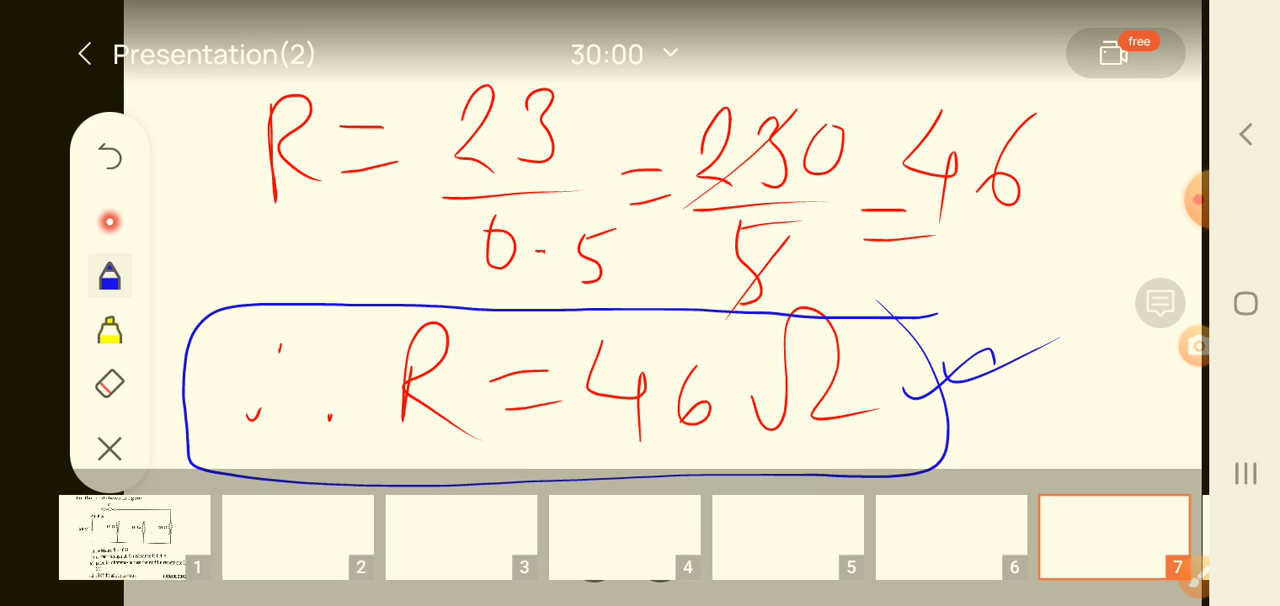 Presentation(2)
30:00
free
R = 23/0.5 = 230/5 = 46
∴ R = 46 Ω
1
2
3
4
5
6
7